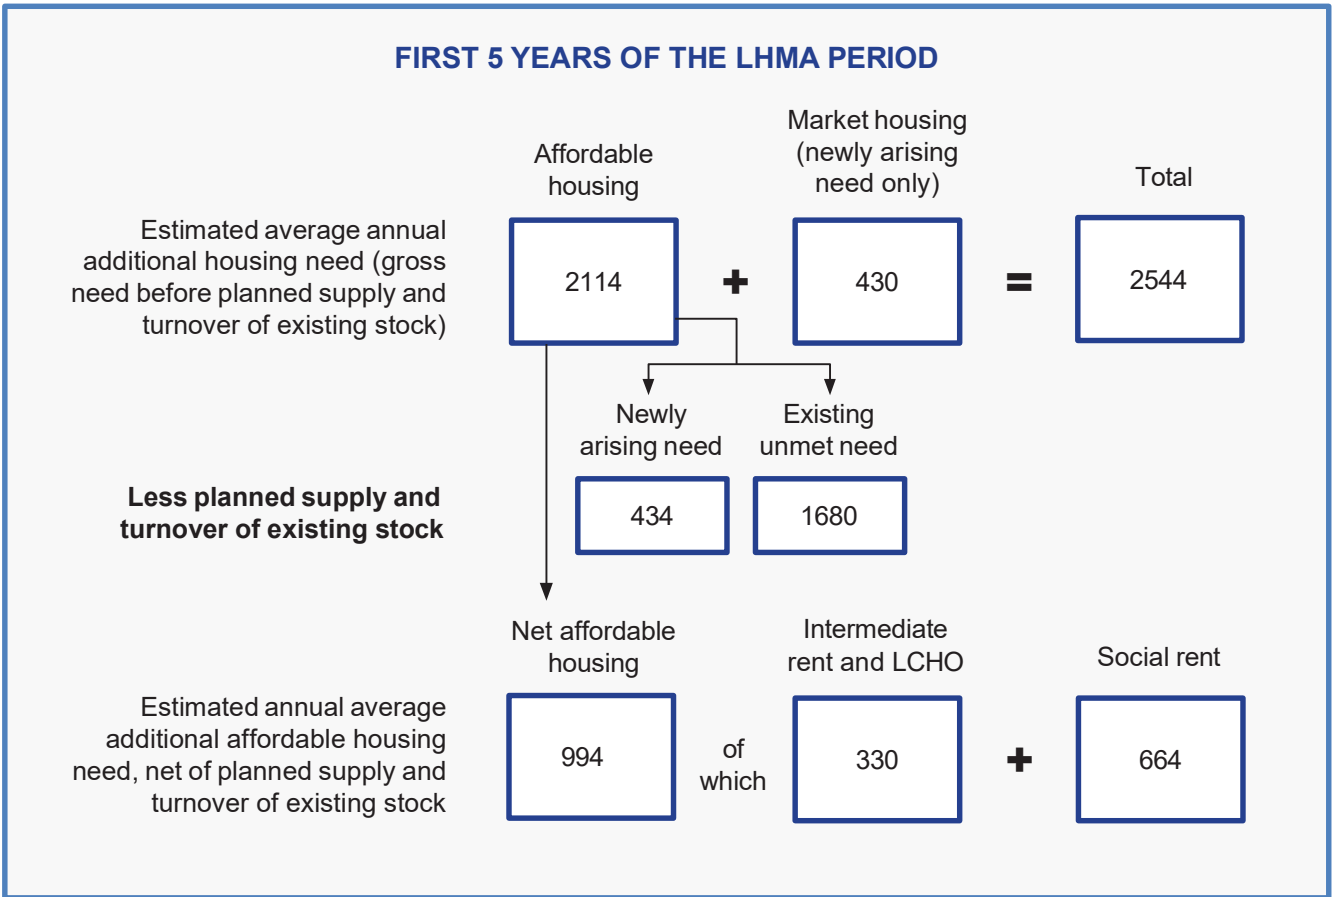 FIRST 5 YEARS OF THE LHMA PERIOD
Affordable
housing
Market housing
(newly arising
need only)
Total
Estimated average annual
additional housing need (gross
need before planned supply and
turnover of existing stock)
2114
+
430
=
2544
Newly
arising need
Existing
unmet need
Less planned supply and
turnover of existing stock
434
1680
Net affordable
housing
Intermediate
rent and LCHO
Social rent
Estimated annual average
additional affordable housing
need, net of planned supply and
turnover of existing stock
994
of
which
330
+
664